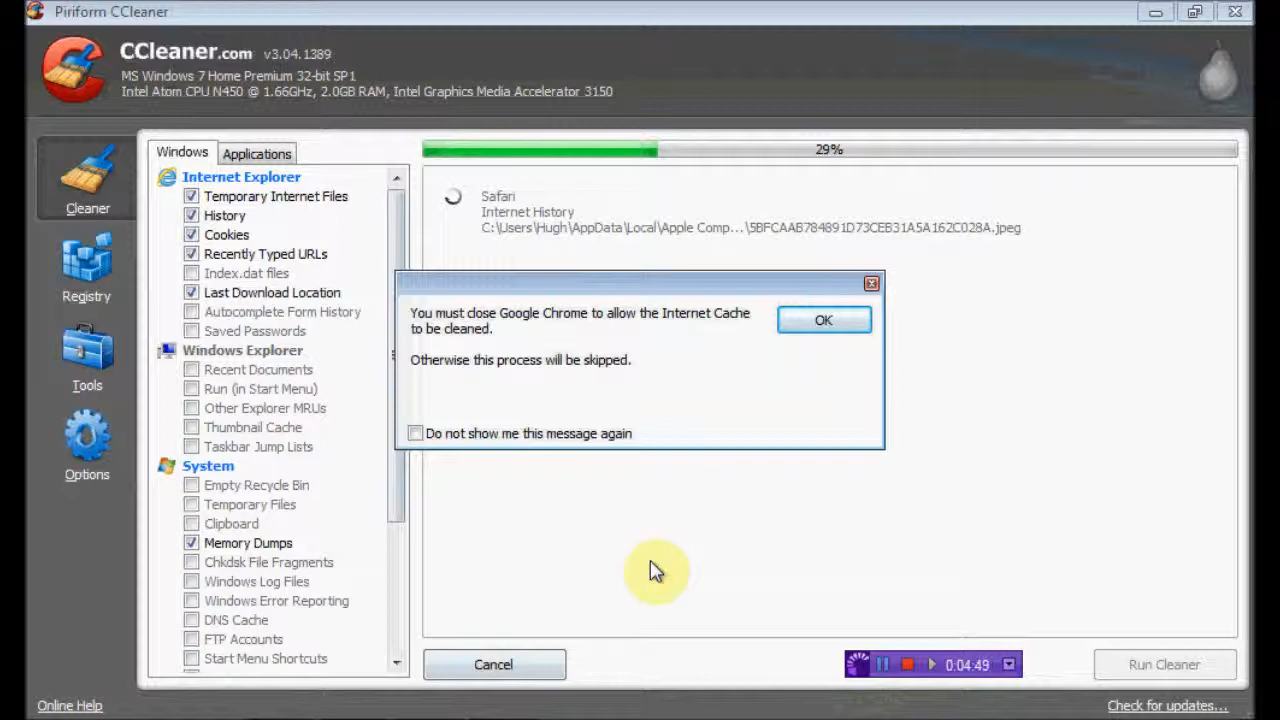 Piriform CCleaner
CCleaner.com v3.04.1389
MS Windows 7 Home Premium 32-bit SP1
Intel Atom CPU N450 @ 1.66GHz, 2.0GB RAM, Intel Graphics Media Accelerator 3150
Cleaner
Registry
Tools
Options
Windows
Applications
Internet Explorer
Temporary Internet Files
History
Cookies
Recently Typed URLs
Index.dat files
Last Download Location
Autocomplete Form History
Saved Passwords
Windows Explorer
Recent Documents
Run (in Start Menu)
Other Explorer MRUs
Thumbnail Cache
Taskbar Jump Lists
System
Empty Recycle Bin
Temporary Files
Clipboard
Memory Dumps
Chkdsk File Fragments
Windows Log Files
Windows Error Reporting
DNS Cache
FTP Accounts
Start Menu Shortcuts
29%
Safari
Internet History
C:\Users\Hugh\AppData\Local\Apple Comp...\5BFCAAB784891D73CEB31A5A162C028A.jpeg
You must close Google Chrome to allow the Internet Cache
to be cleaned.
Otherwise this process will be skipped.
OK
Do not show me this message again
Cancel
0:04:49
Run Cleaner
Online Help
Check for updates...